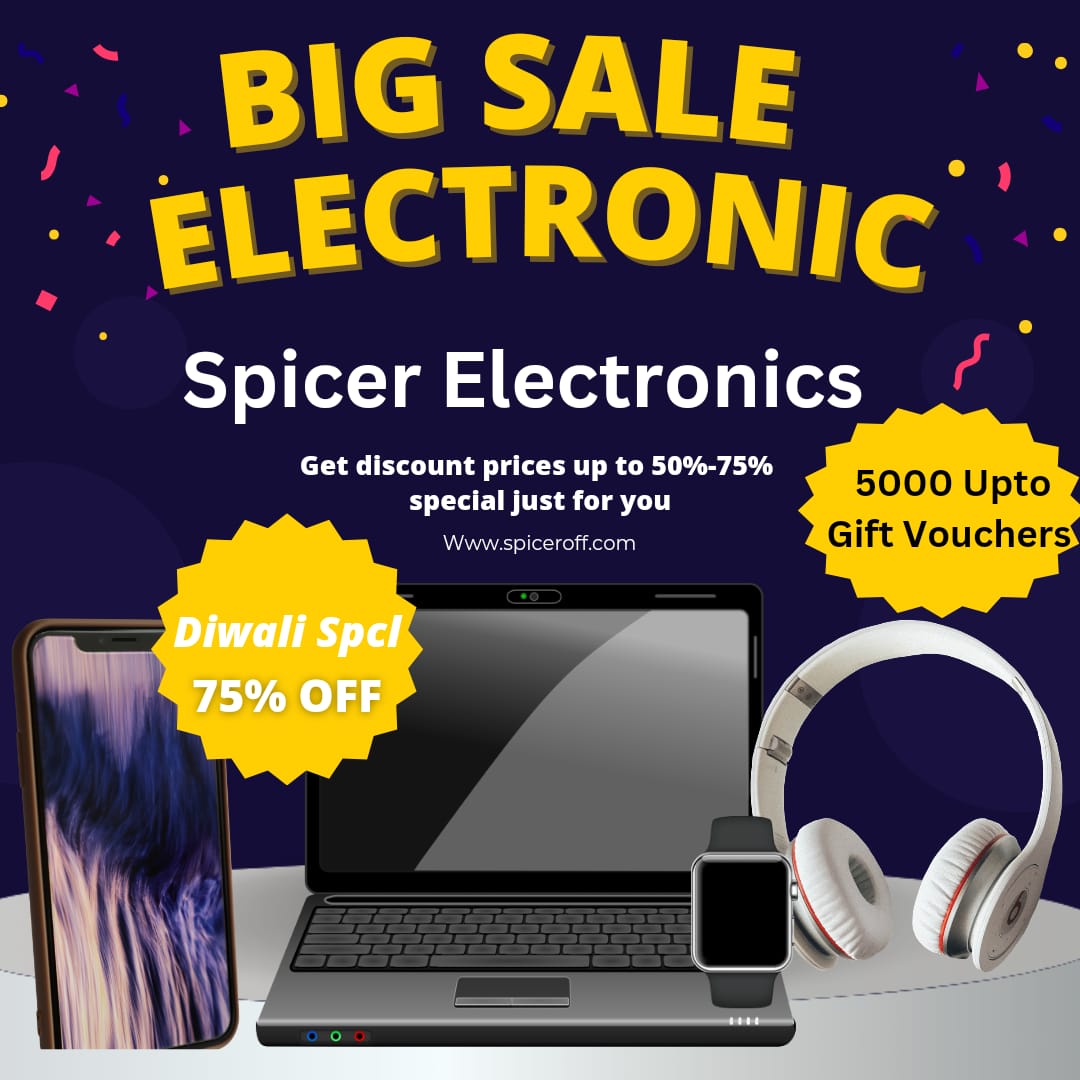 BIG SALE
ELECTRONIC
Spicer Electronics
Get discount prices up to 50%-75%
special just for you
Www.spiceroff.com
5000 Upto
Gift Vouchers
Diwali Spcl
75% OFF